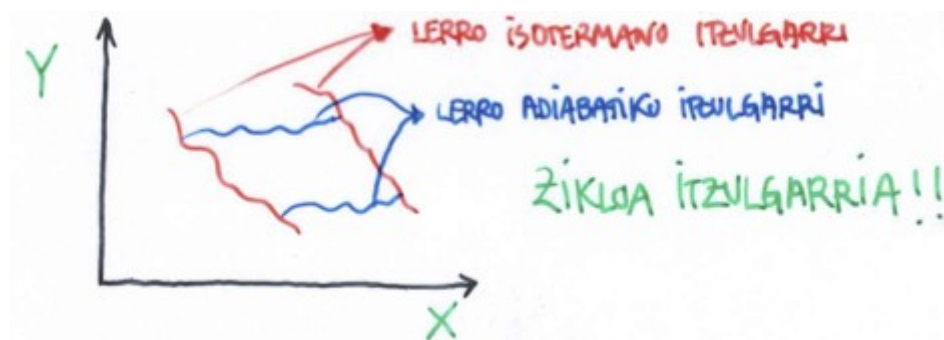 LERRO ISOTERMANO ITZULGARRI
Y
LERRO ADIABATIKO ITZULGARRI
ZIKLOA ITZULGARRIA!!
X